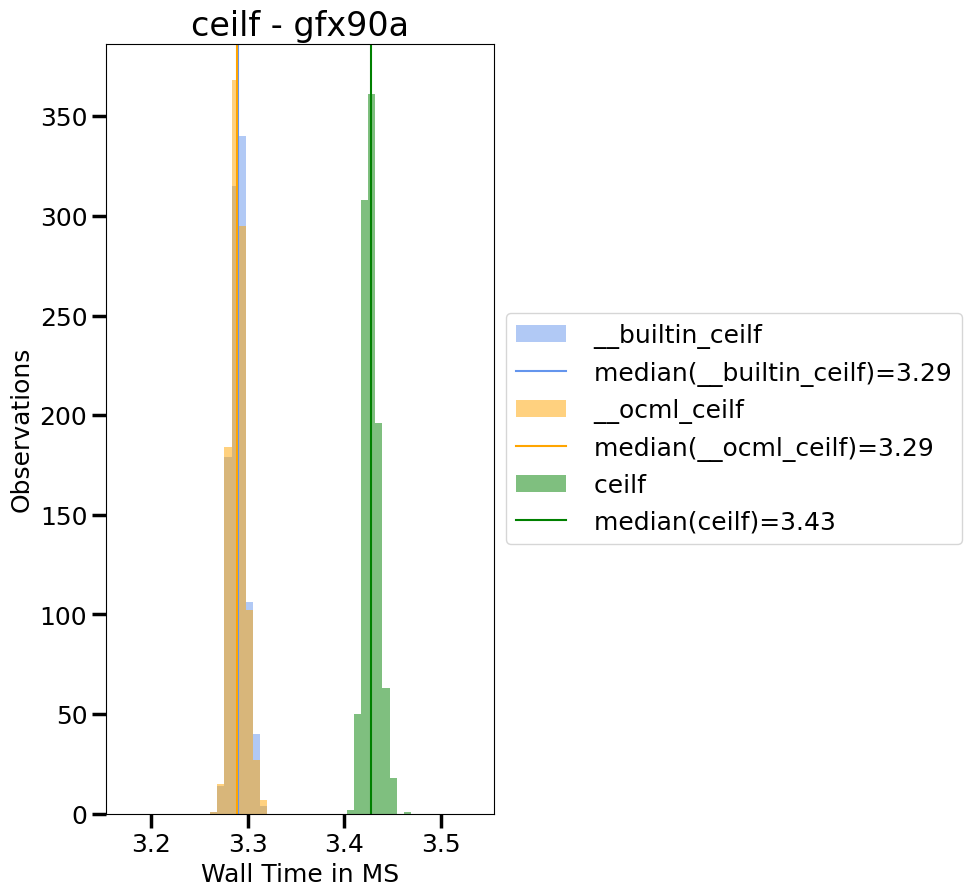 ceilf - gfx90a
350
300
250
200
150
100
50
0
Observations
3.2
3.3
3.4
3.5
Wall Time in MS
__builtin_ceilf
median(__builtin_ceilf)=3.29
__ocml_ceilf
median(__ocml_ceilf)=3.29
ceilf
median(ceilf)=3.43